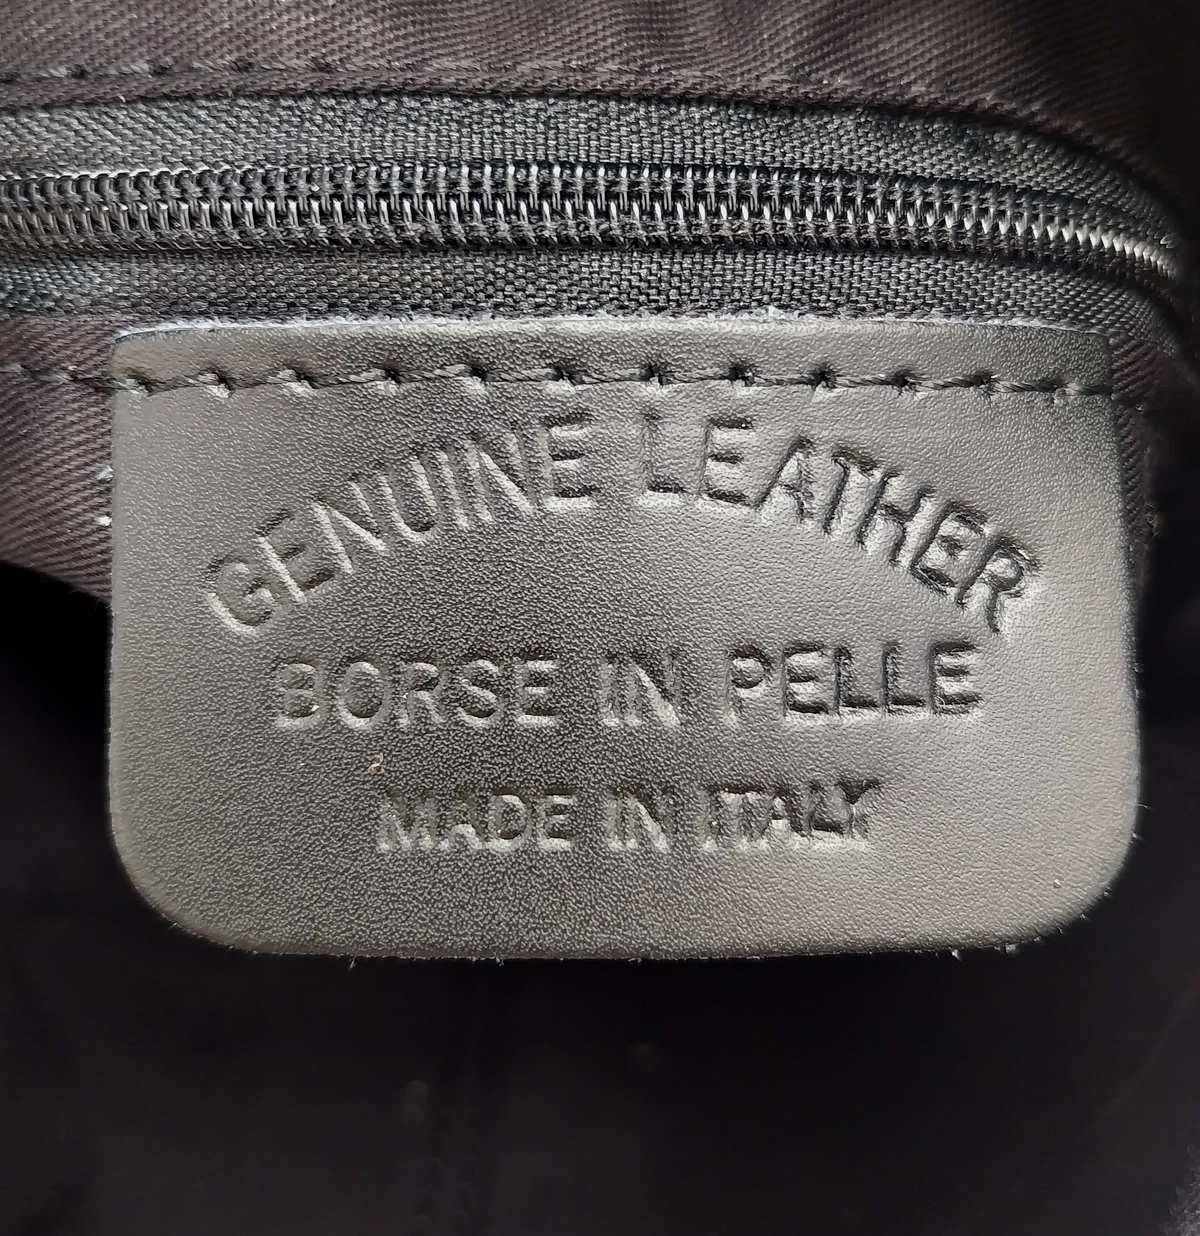 GENUINE LEATHER
BORSE IN PELLE
MADE IN ITALY